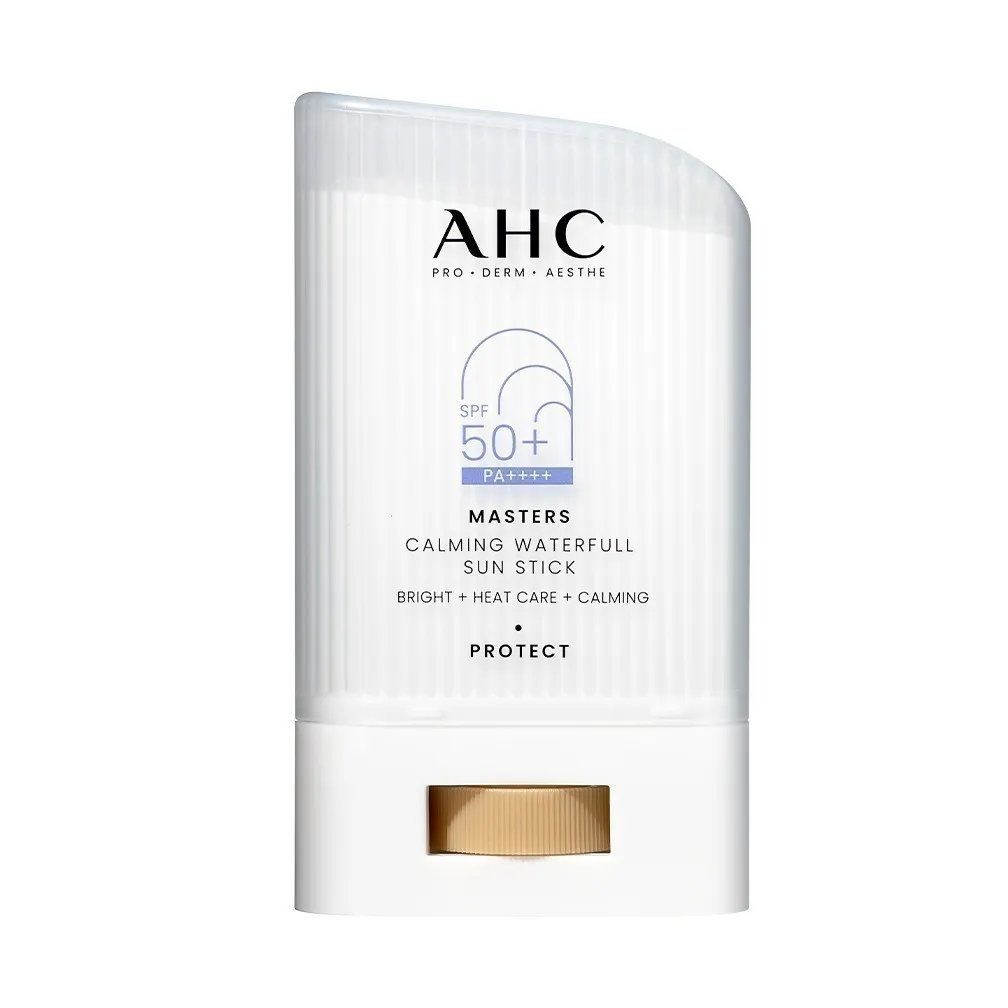 AHC
PRO • DERM • AESTHE
SPF
50+
PA++++
MASTERS
CALMING WATERFULL
SUN STICK
BRIGHT + HEAT CARE + CALMING
•
PROTECT